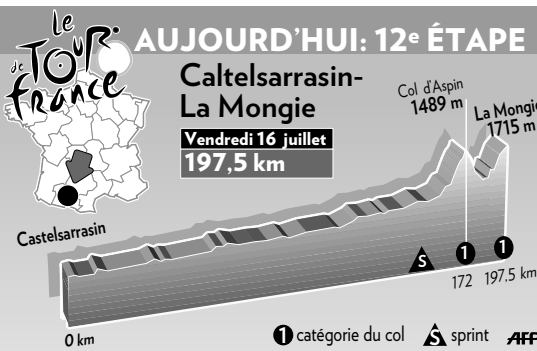 le TOUR de france
AUJOURD'HUI: 12e ÉTAPE
Caltelsarrasin-
La Mongie
Vendredi 16 juillet
197,5 km
Col d'Aspin
1489 m
La Mongie
1715 m
Castelsarrasin
S
1
1
172
197.5 km
0 km
1 catégorie du col
S sprint
AFP